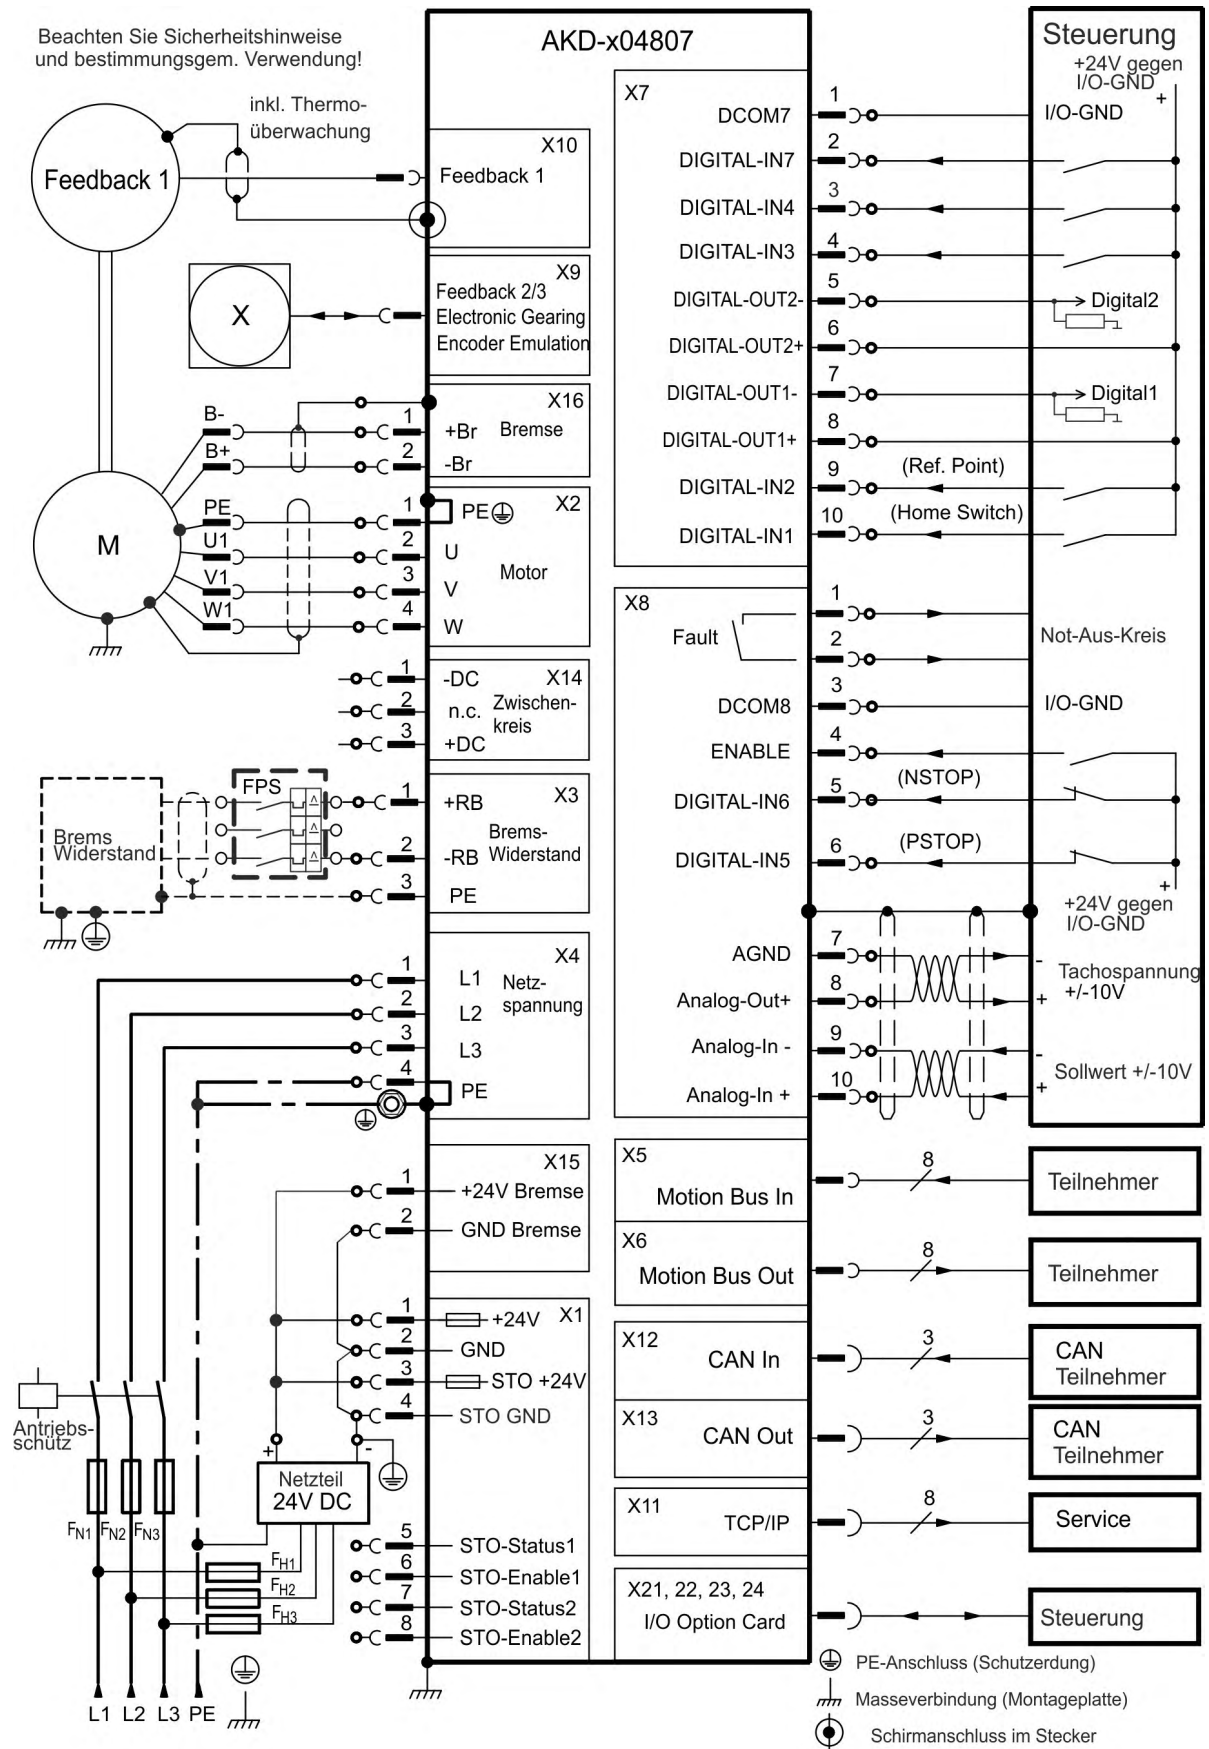 Beachten Sie Sicherheitshinweise
und bestimmungsgem. Verwendung!
AKD-x04807
Steuerung
+24V gegen
I/O-GND
+
inkl. Thermo-
überwachung
Feedback 1
X10
Feedback 1
X
X9
Feedback 2/3
Electronic Gearing
Encoder Emulation
B-
B+
1
2
X16
+Br Bremse
-Br
M
PE
U1
V1
W1
1
2
3
4
X2
PE
U
V
W
Motor
1
2
3
X14
-DC
n.c.
+DC
Zwischen-
kreis
Brems
Widerstand
FPS
1
2
3
X3
+RB
-RB
PE
Brems-
Widerstand
1
2
3
4
X4
L1
L2
L3
PE
Netz-
spannung
1
2
X15
+24V Bremse
GND Bremse
1
2
3
4
X1
+24V
GND
STO +24V
STO GND
Antriebs-
schütz
+
-
Netzteil
24V DC
FN1 FN2 FN3
FH1
FH2
FH3
5
6
7
8
STO-Status1
STO-Enable1
STO-Status2
STO-Enable2
L1 L2 L3 PE
X7
DCOM7 1 I/O-GND
DIGITAL-IN7 2
DIGITAL-IN4 3
DIGITAL-IN3 4
DIGITAL-OUT2- 5 Digital2
DIGITAL-OUT2+ 6
DIGITAL-OUT1- 7 Digital1
DIGITAL-OUT1+ 8
DIGITAL-IN2 9 (Ref. Point)
DIGITAL-IN1 10 (Home Switch)
X8
Fault 1
2
Not-Aus-Kreis
DCOM8 3 I/O-GND
ENABLE 4
DIGITAL-IN6 5 (NSTOP)
DIGITAL-IN5 6 (PSTOP)
+
+24V gegen
I/O-GND
AGND 7 -
Tachospannung
+/-10V
Analog-Out+ 8 +
Analog-In - 9 -
Sollwert +/-10V
Analog-In + 10 +
X5
Motion Bus In 8 Teilnehmer
X6
Motion Bus Out 8 Teilnehmer
X12
CAN In 3 CAN
Teilnehmer
X13
CAN Out 3 CAN
Teilnehmer
X11
TCP/IP 8 Service
X21, 22, 23, 24
I/O Option Card Steuerung
PE-Anschluss (Schutzerdung)
Masseverbindung (Montageplatte)
Schirmanschluss im Stecker